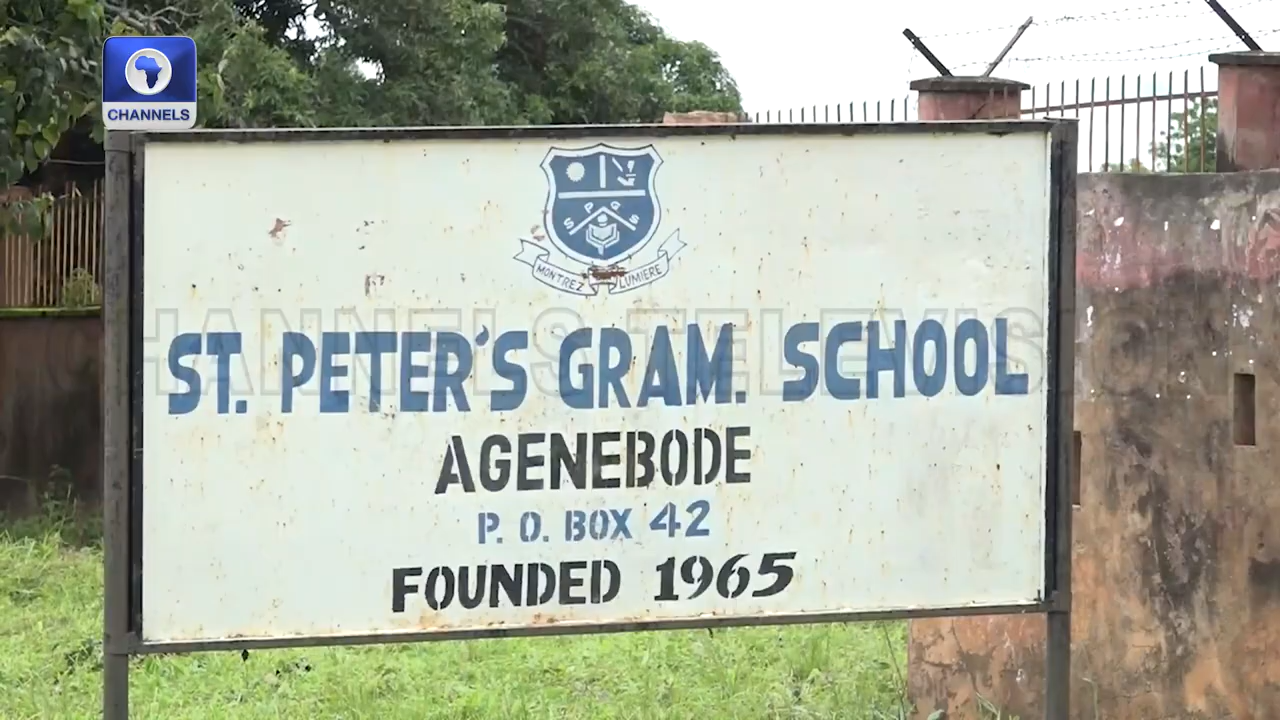 CHANNELS
S P G S
MONTREZ LUMIERE
CHANNELS TELEVISION
ST. PETER'S GRAM. SCHOOL
AGENEBODE
P. O. BOX 42
FOUNDED 1965